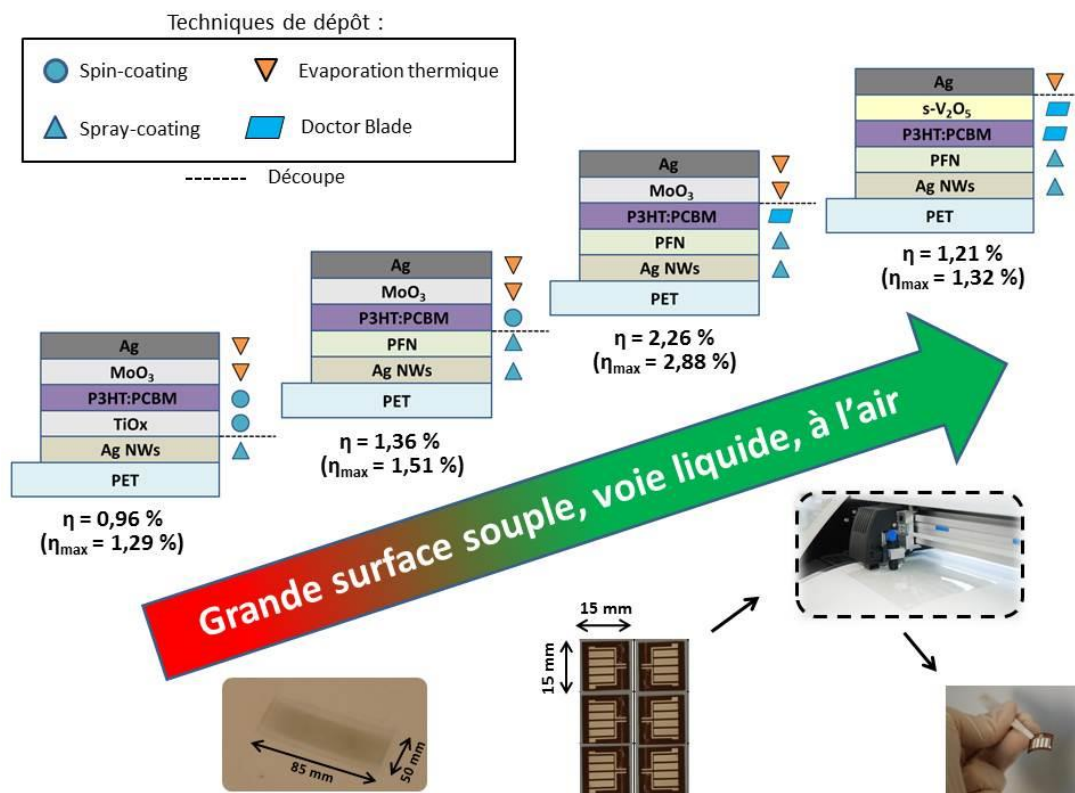 Techniques de dépôt :
Spin-coating
Evaporation thermique
Spray-coating
Doctor Blade
Découpe
Ag
MoO₃
P3HT:PCBM
TiOx
Ag NWs
PET
η = 0,96 %
(ηmax = 1,29 %)
Ag
MoO₃
P3HT:PCBM
PFN
Ag NWs
PET
η = 1,36 %
(ηmax = 1,51 %)
Ag
MoO₃
P3HT:PCBM
PFN
Ag NWs
PET
η = 2,26 %
(ηmax = 2,88 %)
Ag
s-V₂O₅
P3HT:PCBM
PFN
Ag NWs
PET
η = 1,21 %
(ηmax = 1,32 %)
Grande surface souple, voie liquide, à l’air
85 mm
50 mm
15 mm
15 mm